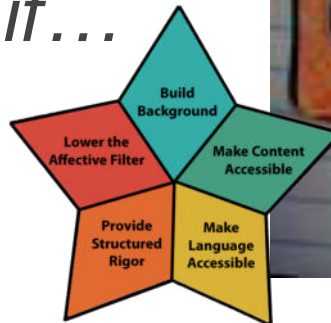 If . . .
Build
Background
Lower the
Affective Filter
Make Content
Accessible
Provide
Structured
Rigor
Make
Language
Accessible